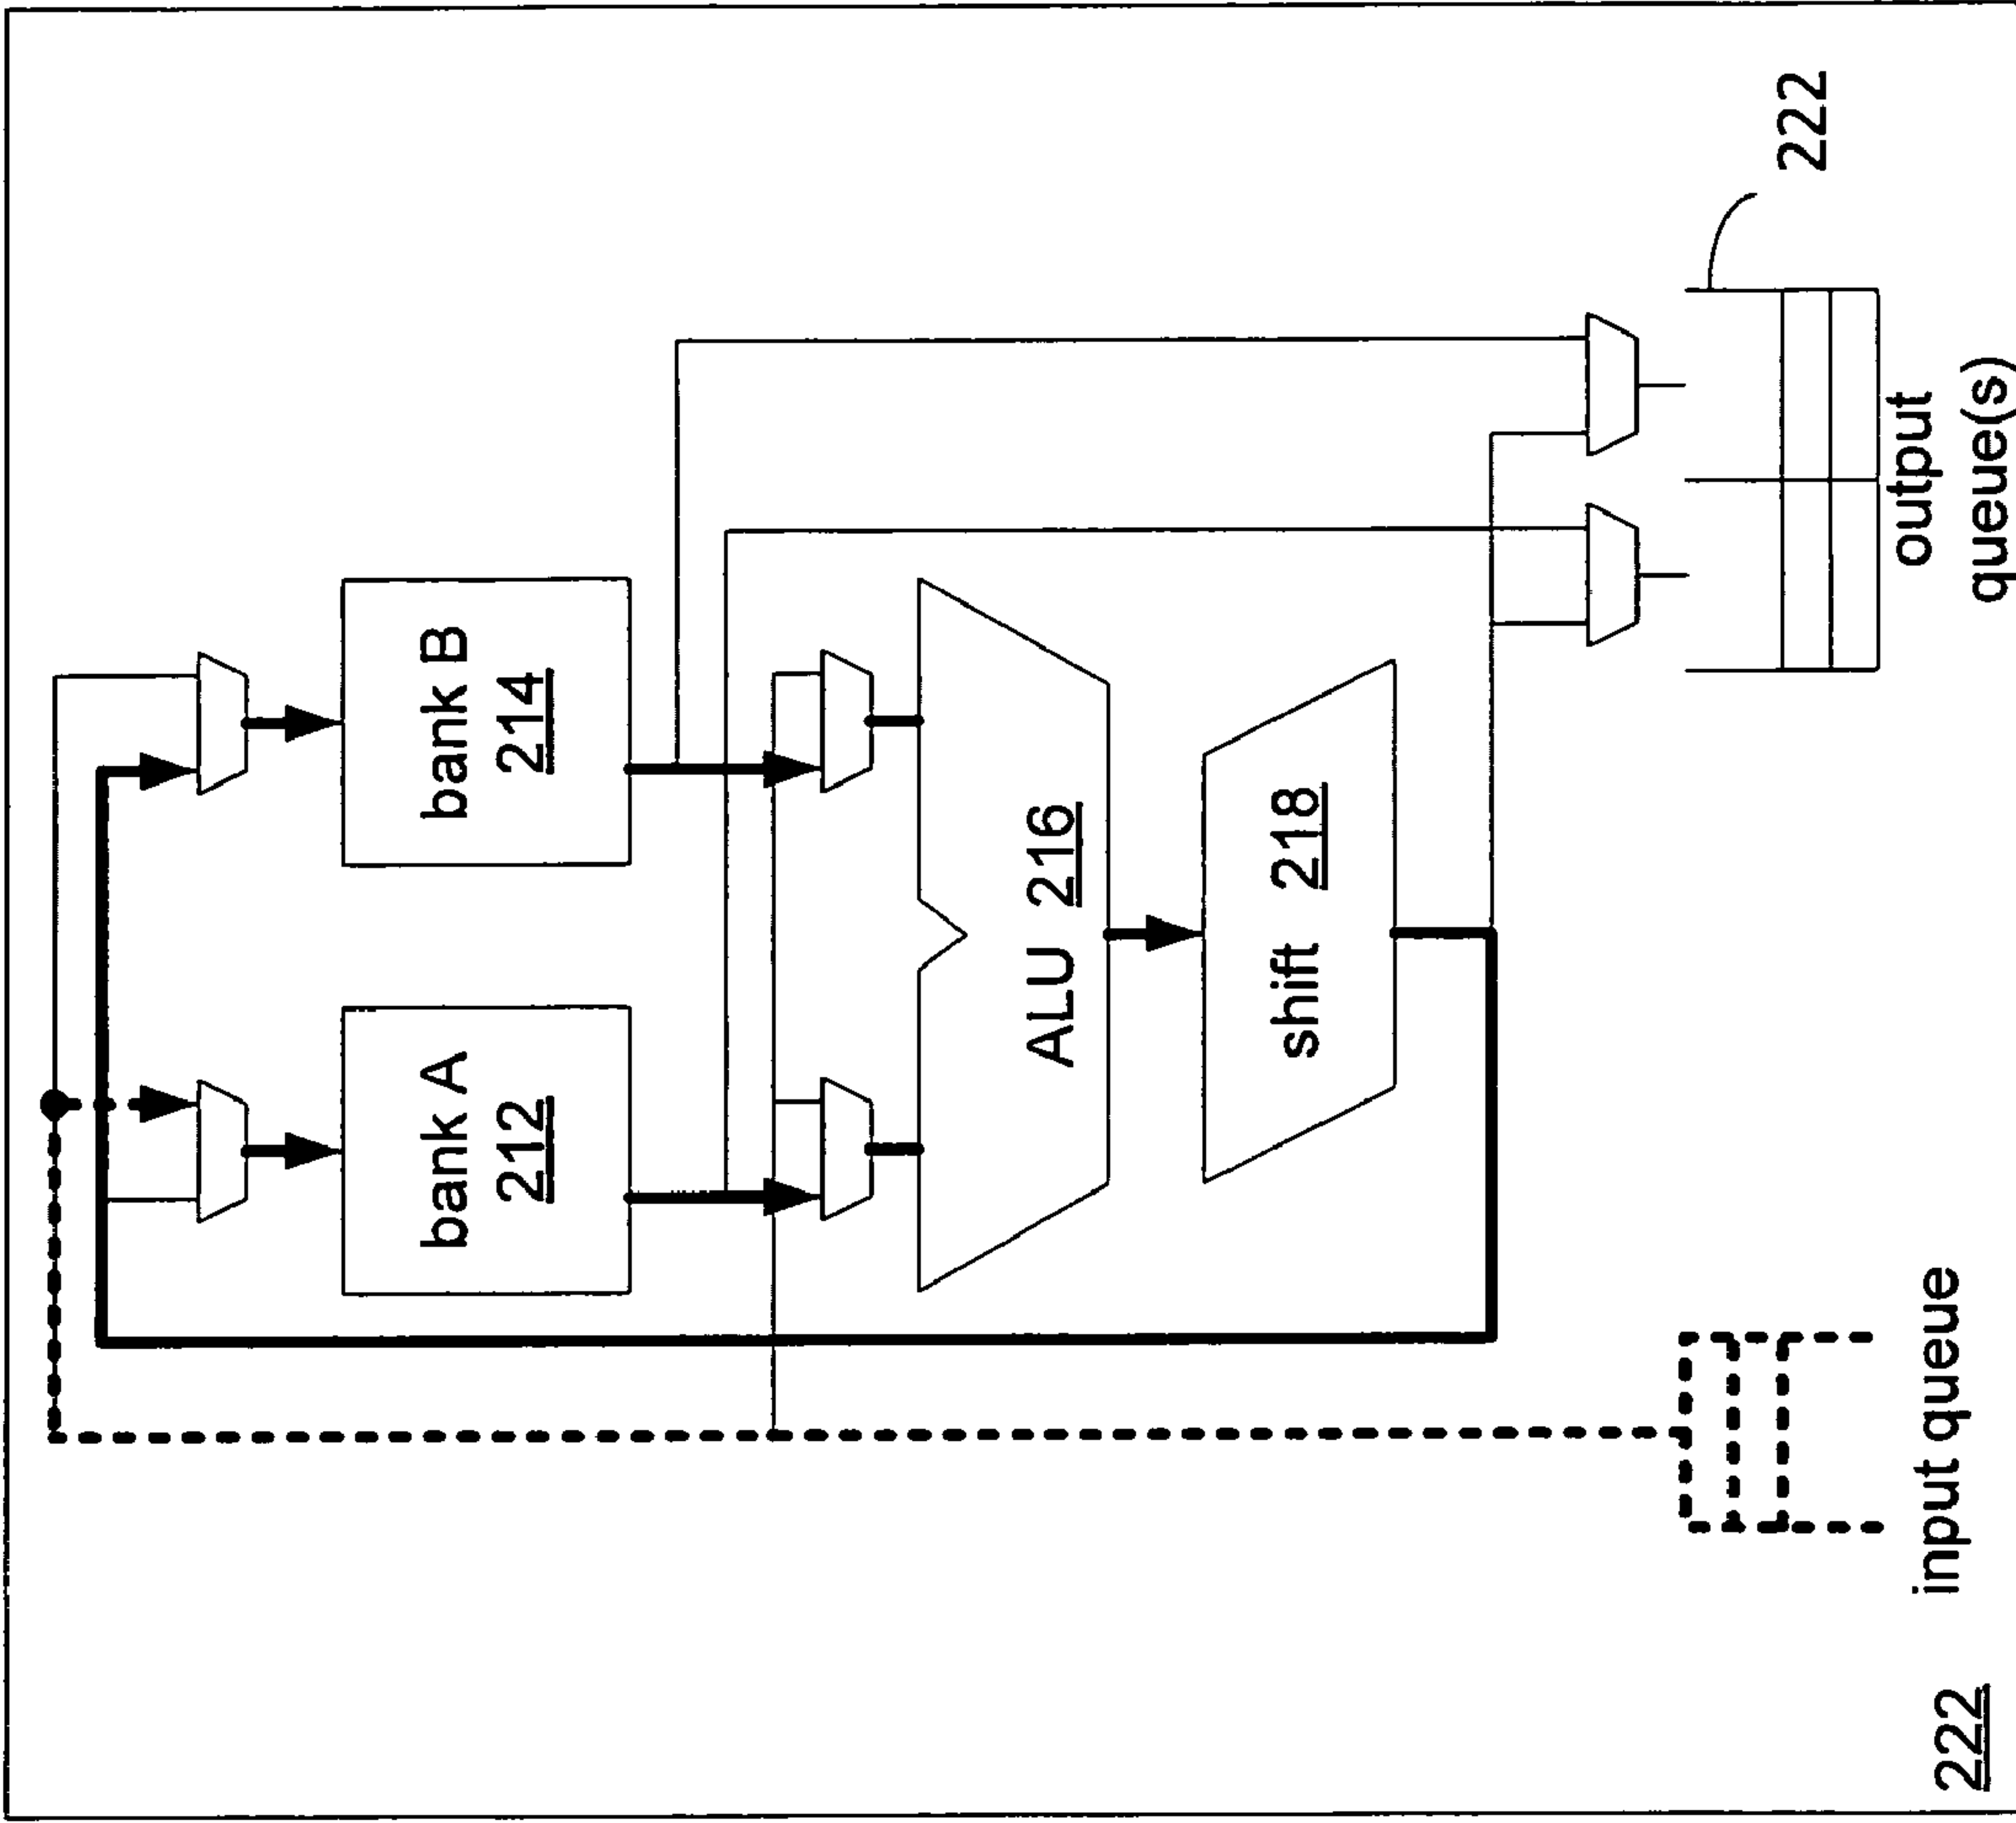 bank A
212
bank B
214
ALU 216
shift 218
222
222
input queue
output
queue(s)